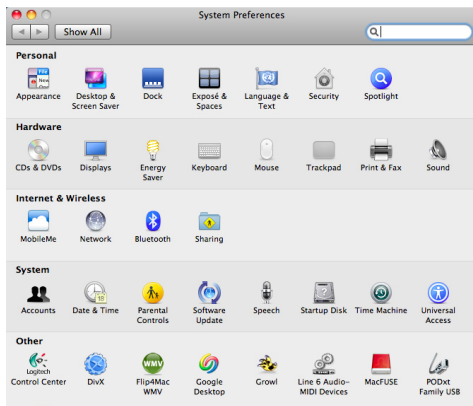 System Preferences
Show All
Personal
Appearance
Desktop &
Screen Saver
Dock
Exposé &
Spaces
Language &
Text
Security
Spotlight
Hardware
CDs & DVDs
Displays
Energy
Saver
Keyboard
Mouse
Trackpad
Print & Fax
Sound
Internet & Wireless
MobileMe
Network
Bluetooth
Sharing
System
Accounts
Date & Time
Parental
Controls
Software
Update
Speech
Startup Disk
Time Machine
Universal
Access
Other
Logitech
Control Center
DivX
WMV
Flip4Mac
WMV
Google
Desktop
Growl
Line 6 Audio-
MIDI Devices
MacFUSE
PODxt
Family USB